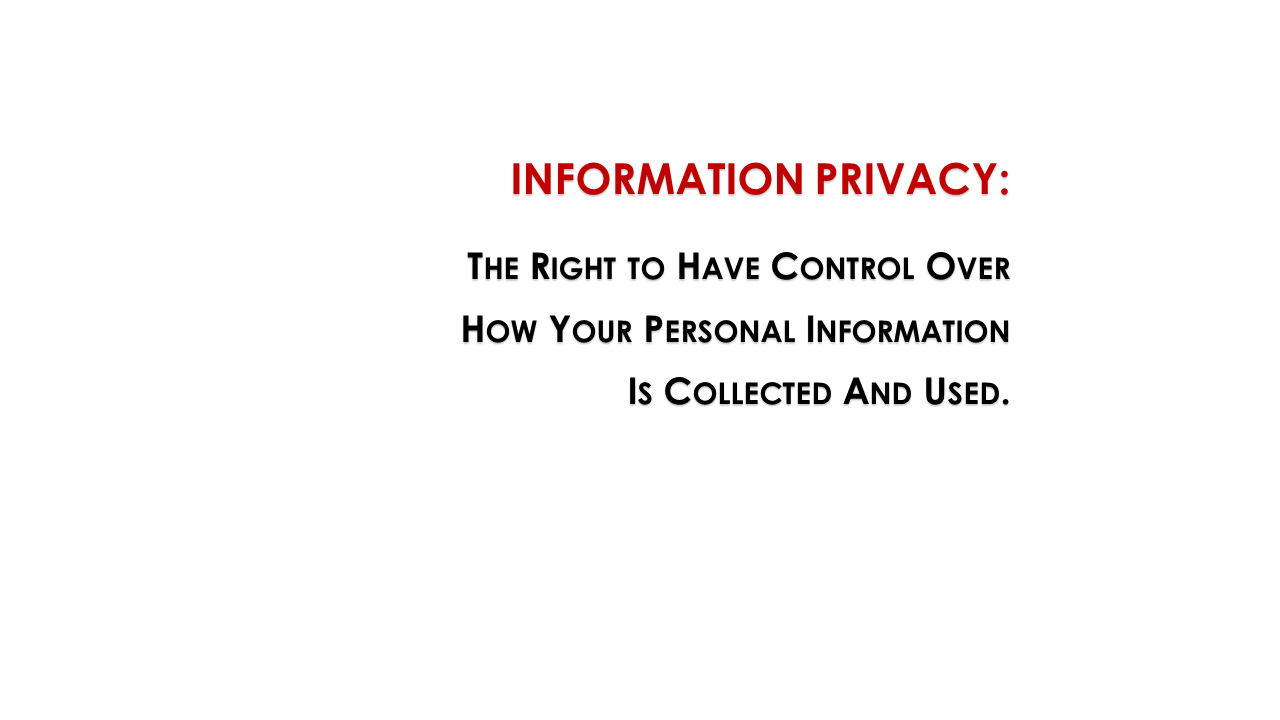 INFORMATION PRIVACY:
The Right to Have Control Over
How Your Personal Information
Is Collected And Used.